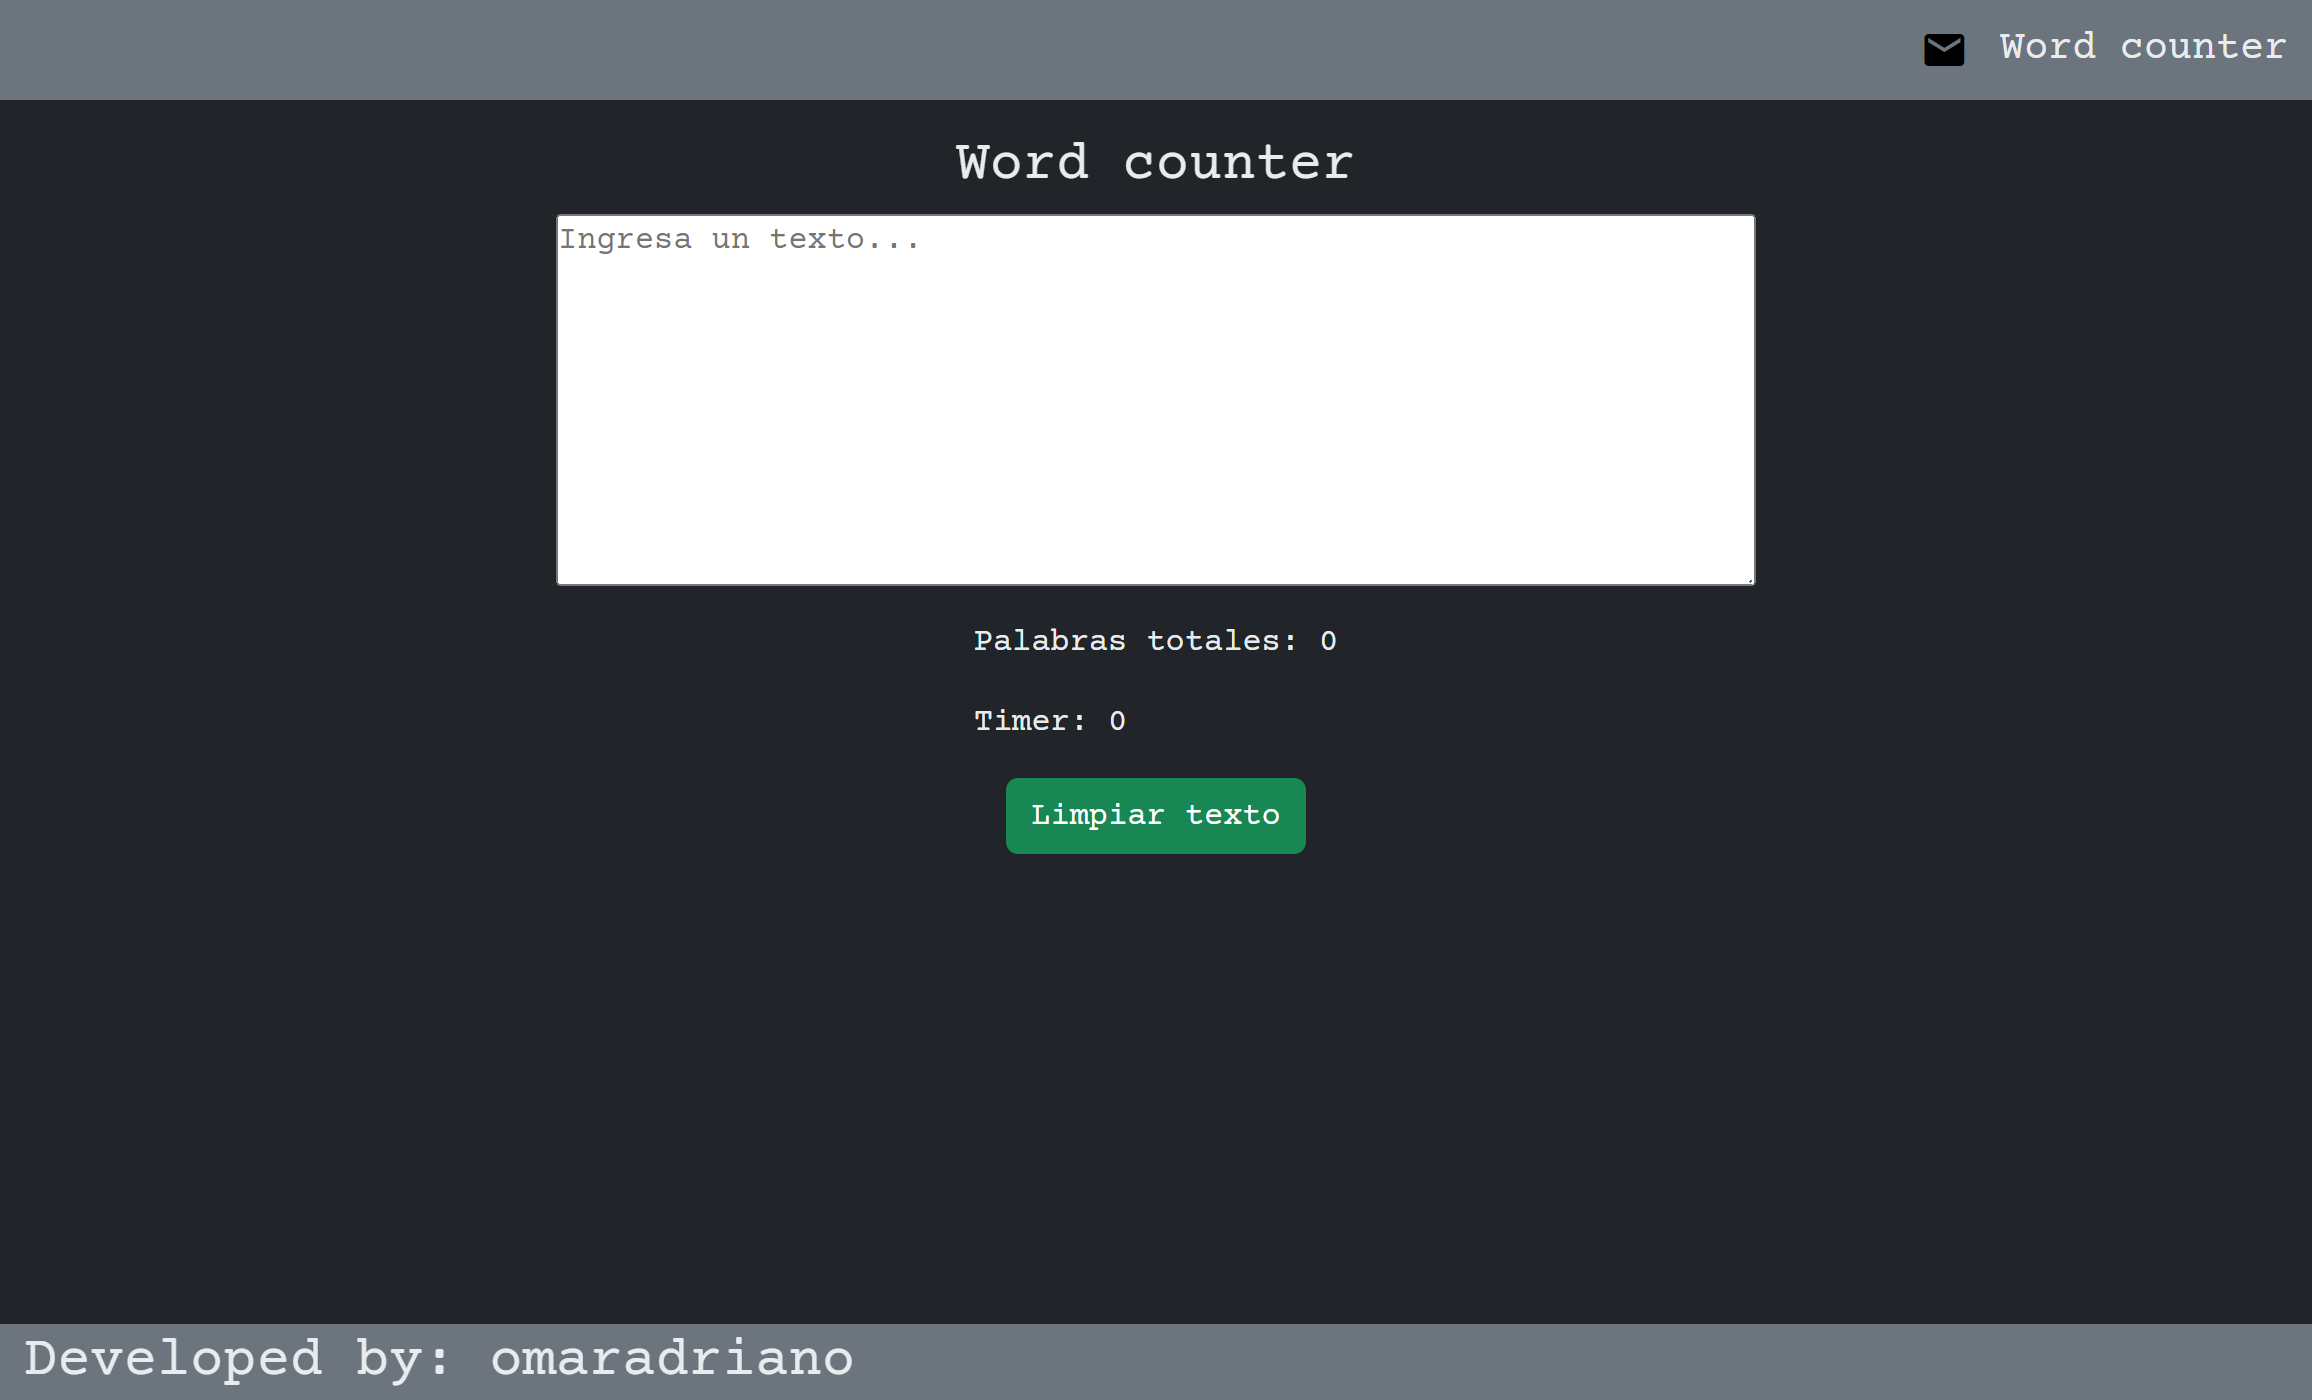 Word counter
Word counter
Ingresa un texto...
Palabras totales: 0
Timer: 0
Limpiar texto
Developed by: omaradriano